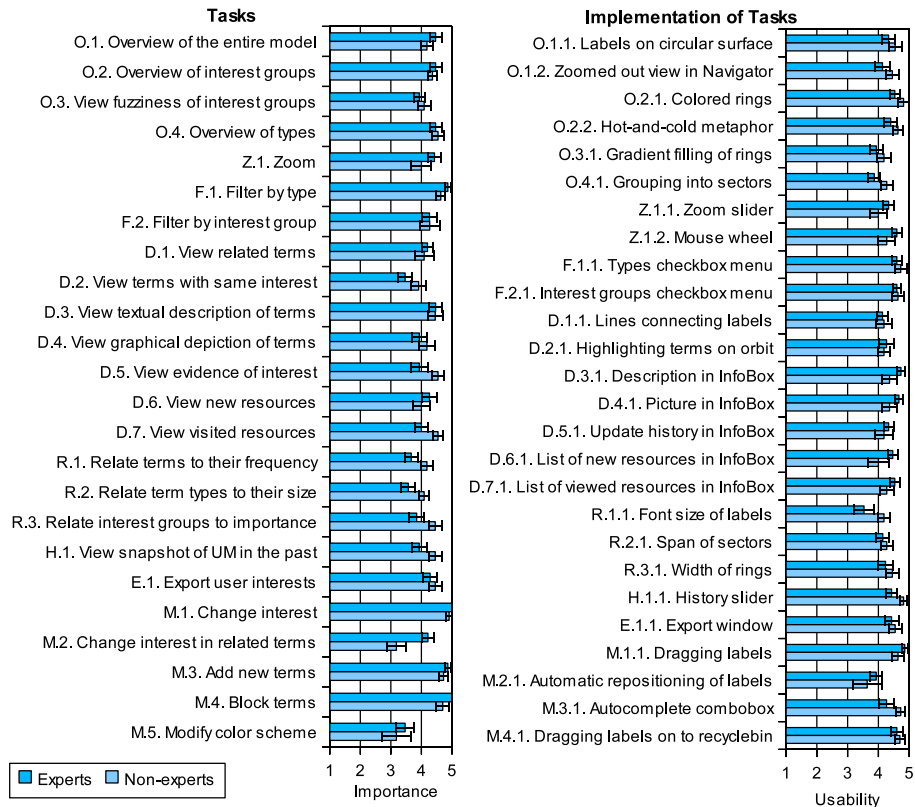 Tasks
O.1. Overview of the entire model
O.2. Overview of interest groups
O.3. View fuzziness of interest groups
O.4. Overview of types
Z.1. Zoom
F.1. Filter by type
F.2. Filter by interest group
D.1. View related terms
D.2. View terms with same interest
D.3. View textual description of terms
D.4. View graphical depiction of terms
D.5. View evidence of interest
D.6. View new resources
D.7. View visited resources
R.1. Relate terms to their frequency
R.2. Relate term types to their size
R.3. Relate interest groups to importance
H.1. View snapshot of UM in the past
E.1. Export user interests
M.1. Change interest
M.2. Change interest in related terms
M.3. Add new terms
M.4. Block terms
M.5. Modify color scheme
1 2 3 4 5
Importance
Experts Non-experts
Implementation of Tasks
O.1.1. Labels on circular surface
O.1.2. Zoomed out view in Navigator
O.2.1. Colored rings
O.2.2. Hot-and-cold metaphor
O.3.1. Gradient filling of rings
O.4.1. Grouping into sectors
Z.1.1. Zoom slider
Z.1.2. Mouse wheel
F.1.1. Types checkbox menu
F.2.1. Interest groups checkbox menu
D.1.1. Lines connecting labels
D.2.1. Highlighting terms on orbit
D.3.1. Description in InfoBox
D.4.1. Picture in InfoBox
D.5.1. Update history in InfoBox
D.6.1. List of new resources in InfoBox
D.7.1. List of viewed resources in InfoBox
R.1.1. Font size of labels
R.2.1. Span of sectors
R.3.1. Width of rings
H.1.1. History slider
E.1.1. Export window
M.1.1. Dragging labels
M.2.1. Automatic repositioning of labels
M.3.1. Autocomplete combobox
M.4.1. Dragging labels on to recyclebin
1 2 3 4 5
Usability